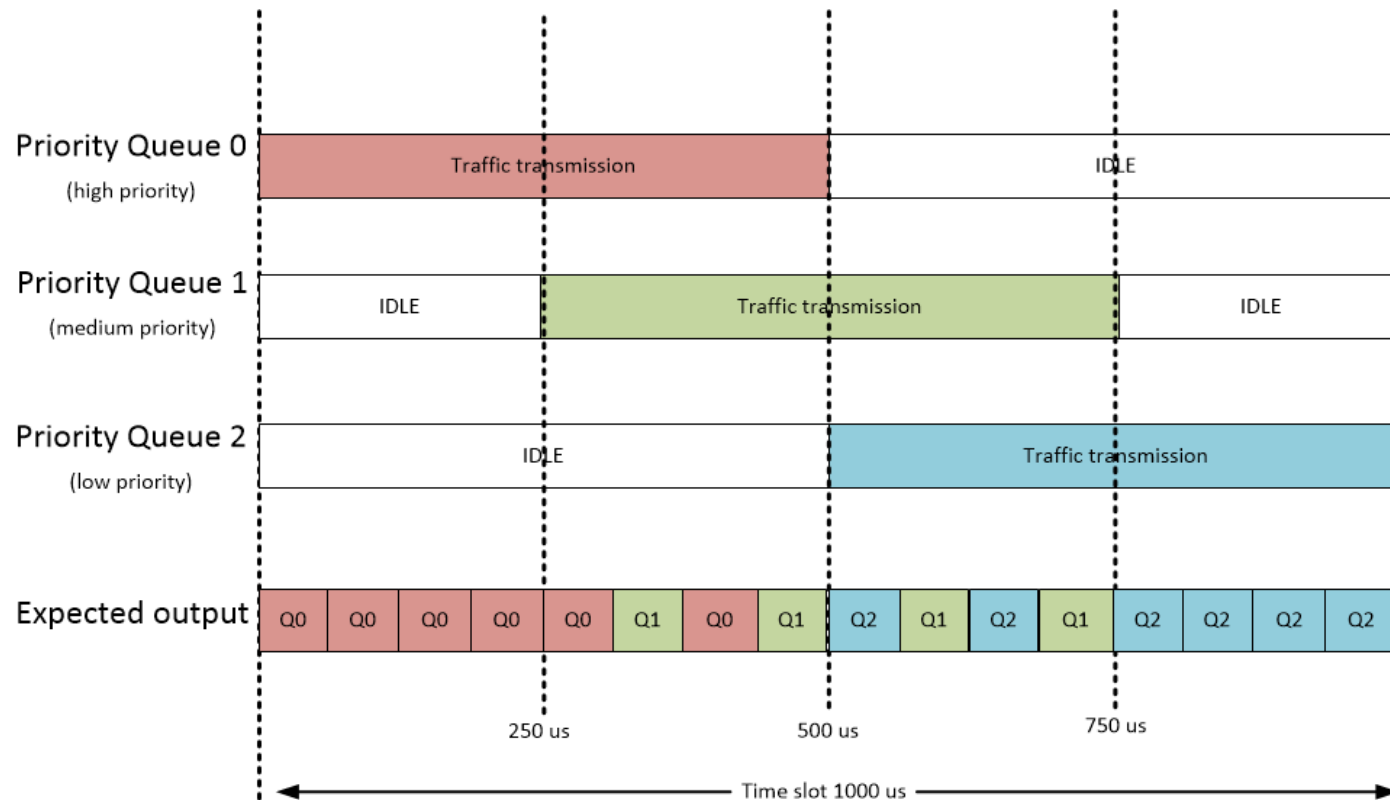 Priority Queue 0
(high priority)
Traffic transmission
IDLE
Priority Queue 1
(medium priority)
IDLE
Traffic transmission
IDLE
Priority Queue 2
(low priority)
IDLE
Traffic transmission
Expected output
Q0 Q0 Q0 Q0 Q0 Q1 Q0 Q1 Q2 Q1 Q2 Q1 Q2 Q2 Q2 Q2
250 us 500 us 750 us
Time slot 1000 us